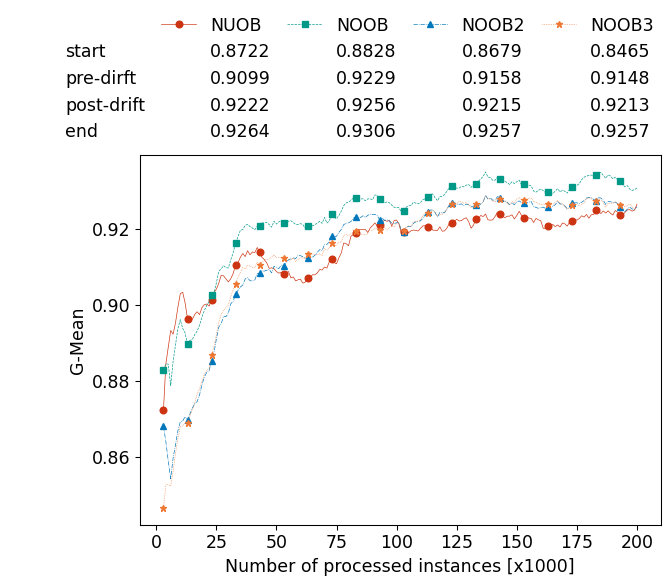 NUOB NOOB NOOB2 NOOB3
start 0.8722 0.8828 0.8679 0.8465
pre-dirft 0.9099 0.9229 0.9158 0.9148
post-drift 0.9222 0.9256 0.9215 0.9213
end 0.9264 0.9306 0.9257 0.9257
0.92
0.90
0.88
0.86
G-Mean
0 25 50 75 100 125 150 175 200
Number of processed instances [x1000]